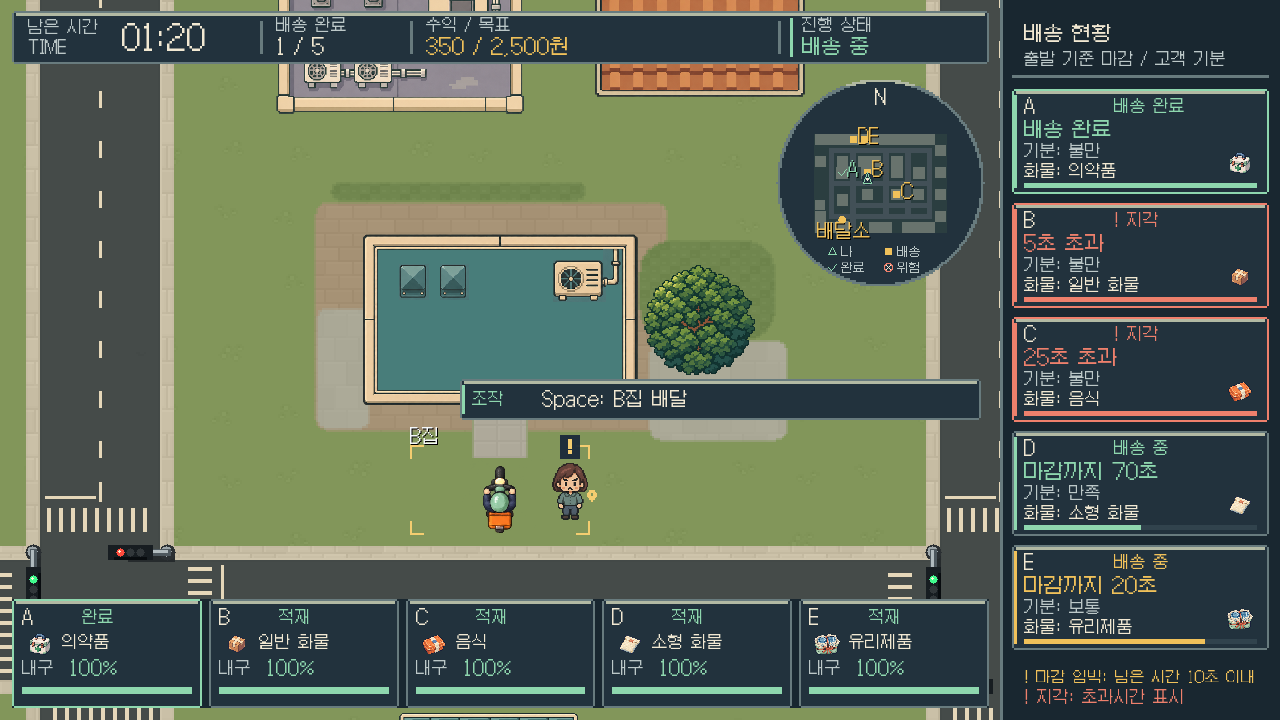 남은 시간
TIME
01:20
배송 완료
1 / 5
수익 / 목표
350 / 2,500원
진행 상태
배송 중
N
DE
A
B
C
배달소
나
배송
완료
위험
조작 Space: B집 배달
B집
!
배송 현황
출발 기준 마감 / 고객 기분
A 배송 완료
배송 완료
기분: 불만
화물: 의약품
B ! 지각
5초 초과
기분: 불만
화물: 일반 화물
C ! 지각
25초 초과
기분: 불만
화물: 음식
D 배송 중
마감까지 70초
기분: 만족
화물: 소형 화물
E 배송 중
마감까지 20초
기분: 보통
화물: 유리제품
! 마감 임박: 남은 시간 10초 이내
! 지각: 초과시간 표시
A 완료
의약품
내구 100%
B 적재
일반 화물
내구 100%
C 적재
음식
내구 100%
D 적재
소형 화물
내구 100%
E 적재
유리제품
내구 100%